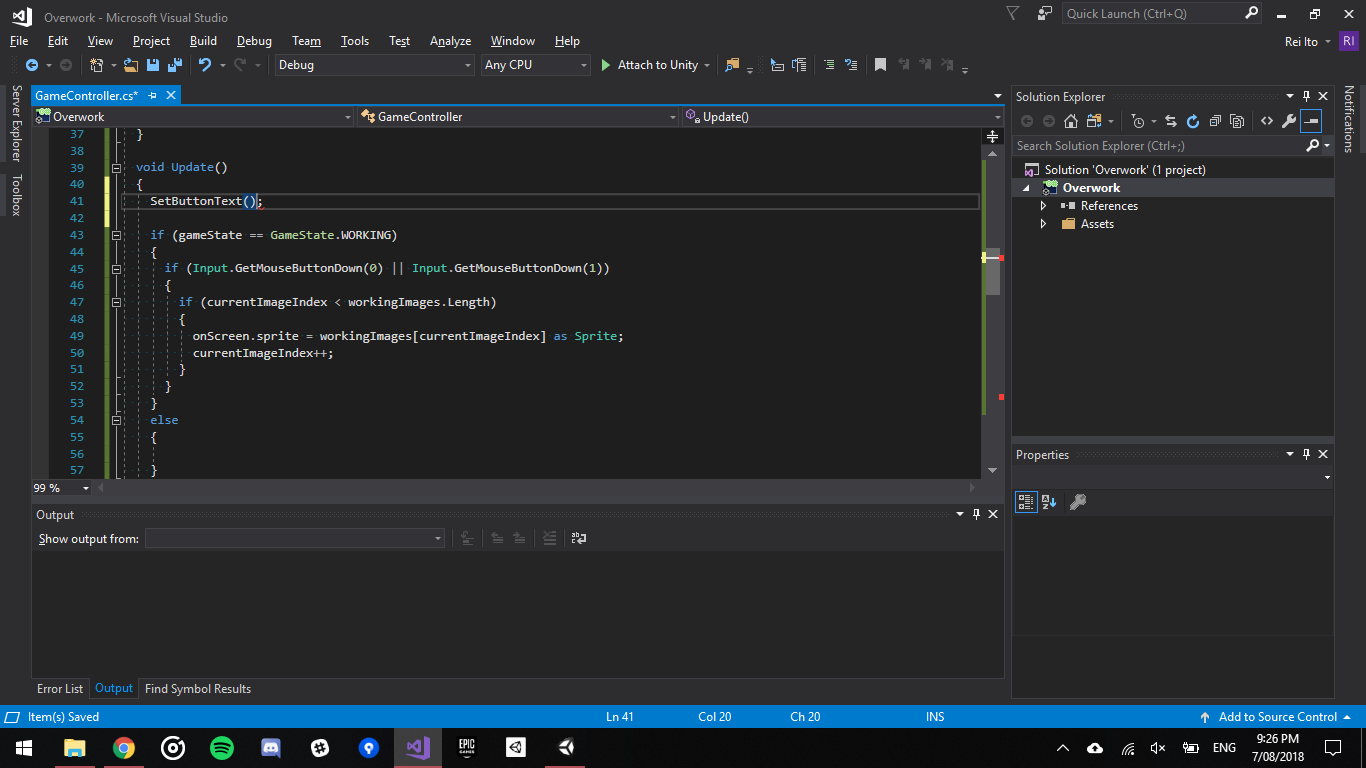 Overwork - Microsoft Visual Studio
Quick Launch (Ctrl+Q)
File Edit View Project Build Debug Team Tools Test Analyze Window Help
Rei Ito RI
Debug Any CPU Attach to Unity
Server Explorer
Toolbox
GameController.cs*
Overwork GameController Update()
37 }
38
39 void Update()
40 {
41 SetButtonText();
42
43 if (gameState == GameState.WORKING)
44 {
45 if (Input.GetMouseButtonDown(0) || Input.GetMouseButtonDown(1))
46 {
47 if (currentImageIndex < workingImages.Length)
48 {
49 onScreen.sprite = workingImages[currentImageIndex] as Sprite;
50 currentImageIndex++;
51 }
52 }
53 }
54 else
55 {
56
57 }
99 %
Output
Show output from:
Error List Output Find Symbol Results
Solution Explorer
Search Solution Explorer (Ctrl+;)
Solution 'Overwork' (1 project)
Overwork
References
Assets
Properties
Notifications
Item(s) Saved Ln 41 Col 20 Ch 20 INS Add to Source Control
EPIC GAMES
ENG
9:26 PM
7/08/2018